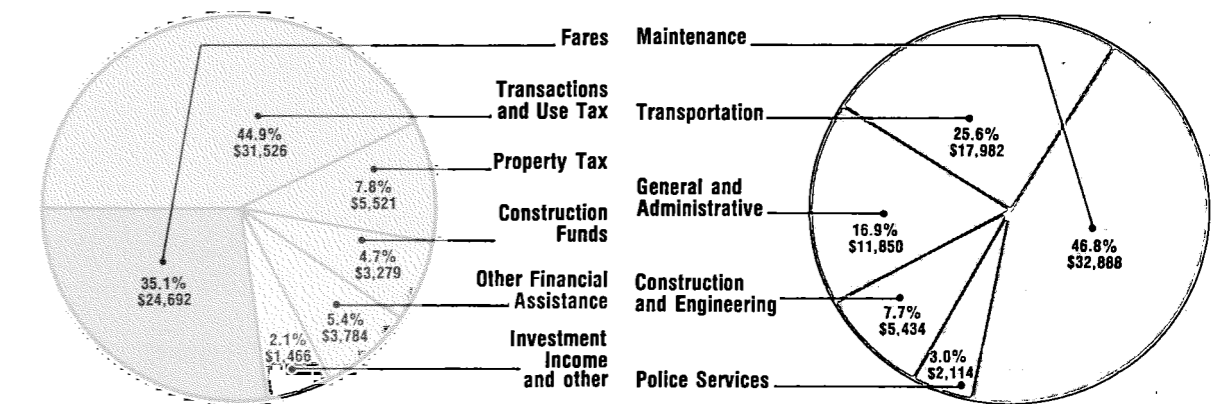 Fares
Transactions
and Use Tax
44.9%
$31,526
Property Tax
7.8%
$5,521
Construction
Funds
4.7%
$3,279
35.1%
$24,692
Other Financial
Assistance
5.4%
$3,784
Investment
Income
and other
2.1%
$1,466
Maintenance
46.8%
$32,888
Transportation
25.6%
$17,982
General and
Administrative
16.9%
$11,850
Construction
and Engineering
7.7%
$5,434
Police Services
3.0%
$2,114